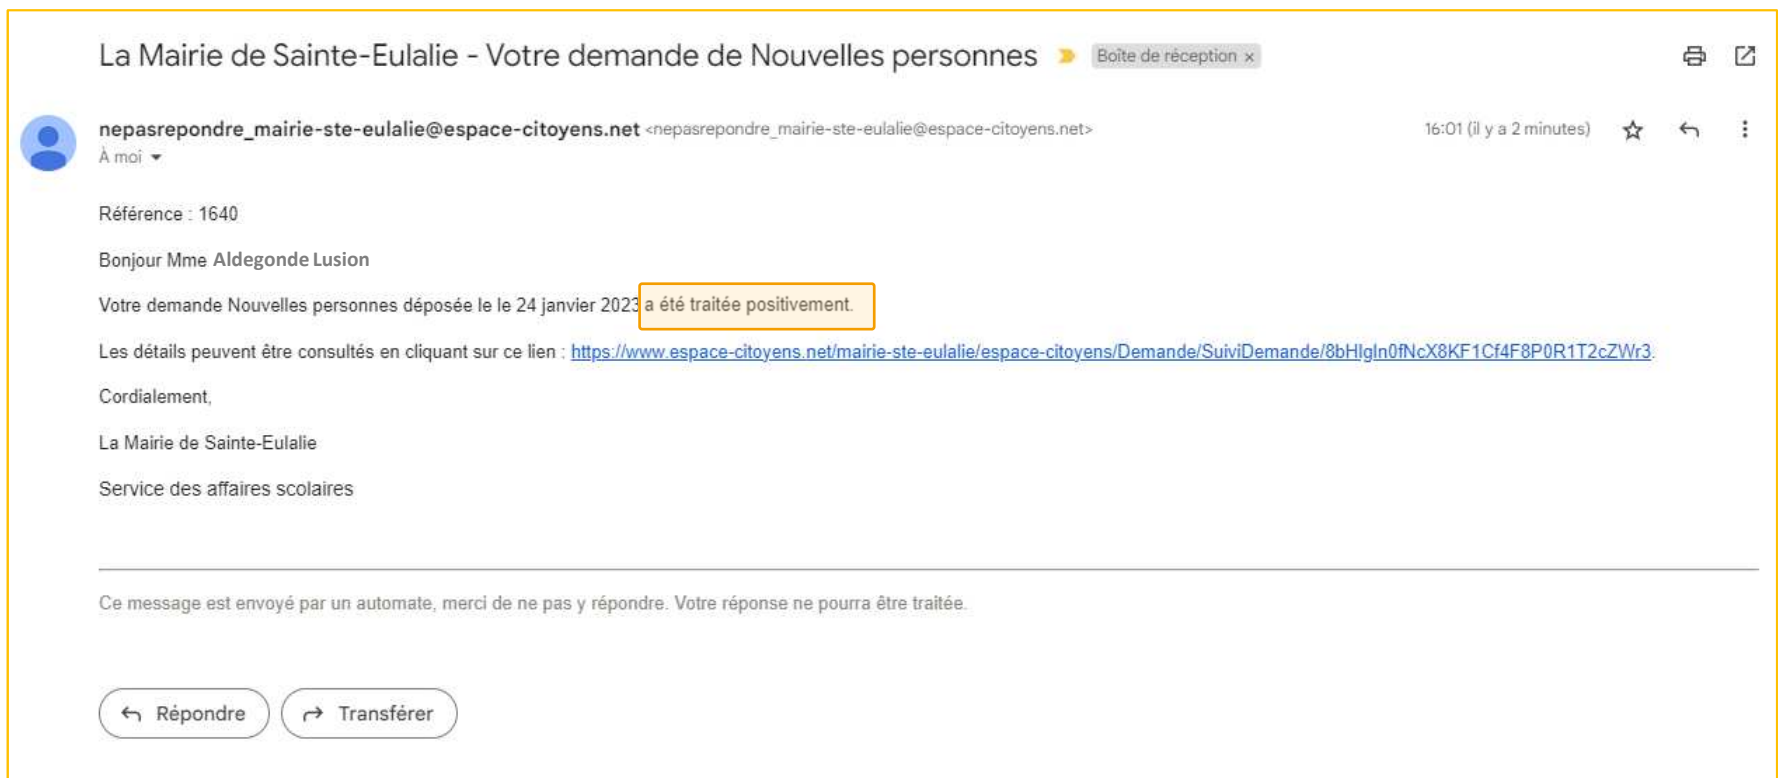 La Mairie de Sainte-Eulalie - Votre demande de Nouvelles personnes Boîte de réception x
nepasrepondre_mairie-ste-eulalie@espace-citoyens.net <nepasrepondre_mairie-ste-eulalie@espace-citoyens.net> 16:01 (il y a 2 minutes)
À moi
Référence : 1640
Bonjour Mme Aldegonde Lusion
Votre demande Nouvelles personnes déposée le le 24 janvier 2023 a été traitée positivement.
Les détails peuvent être consultés en cliquant sur ce lien : https://www.espace-citoyens.net/mairie-ste-eulalie/espace-citoyens/Demande/SuiviDemande/8bHIgIn0fNcX8KF1Cf4F8P0R1T2cZWr3.
Cordialement,
La Mairie de Sainte-Eulalie
Service des affaires scolaires
Ce message est envoyé par un automate, merci de ne pas y répondre. Votre réponse ne pourra être traitée.
Répondre Transférer